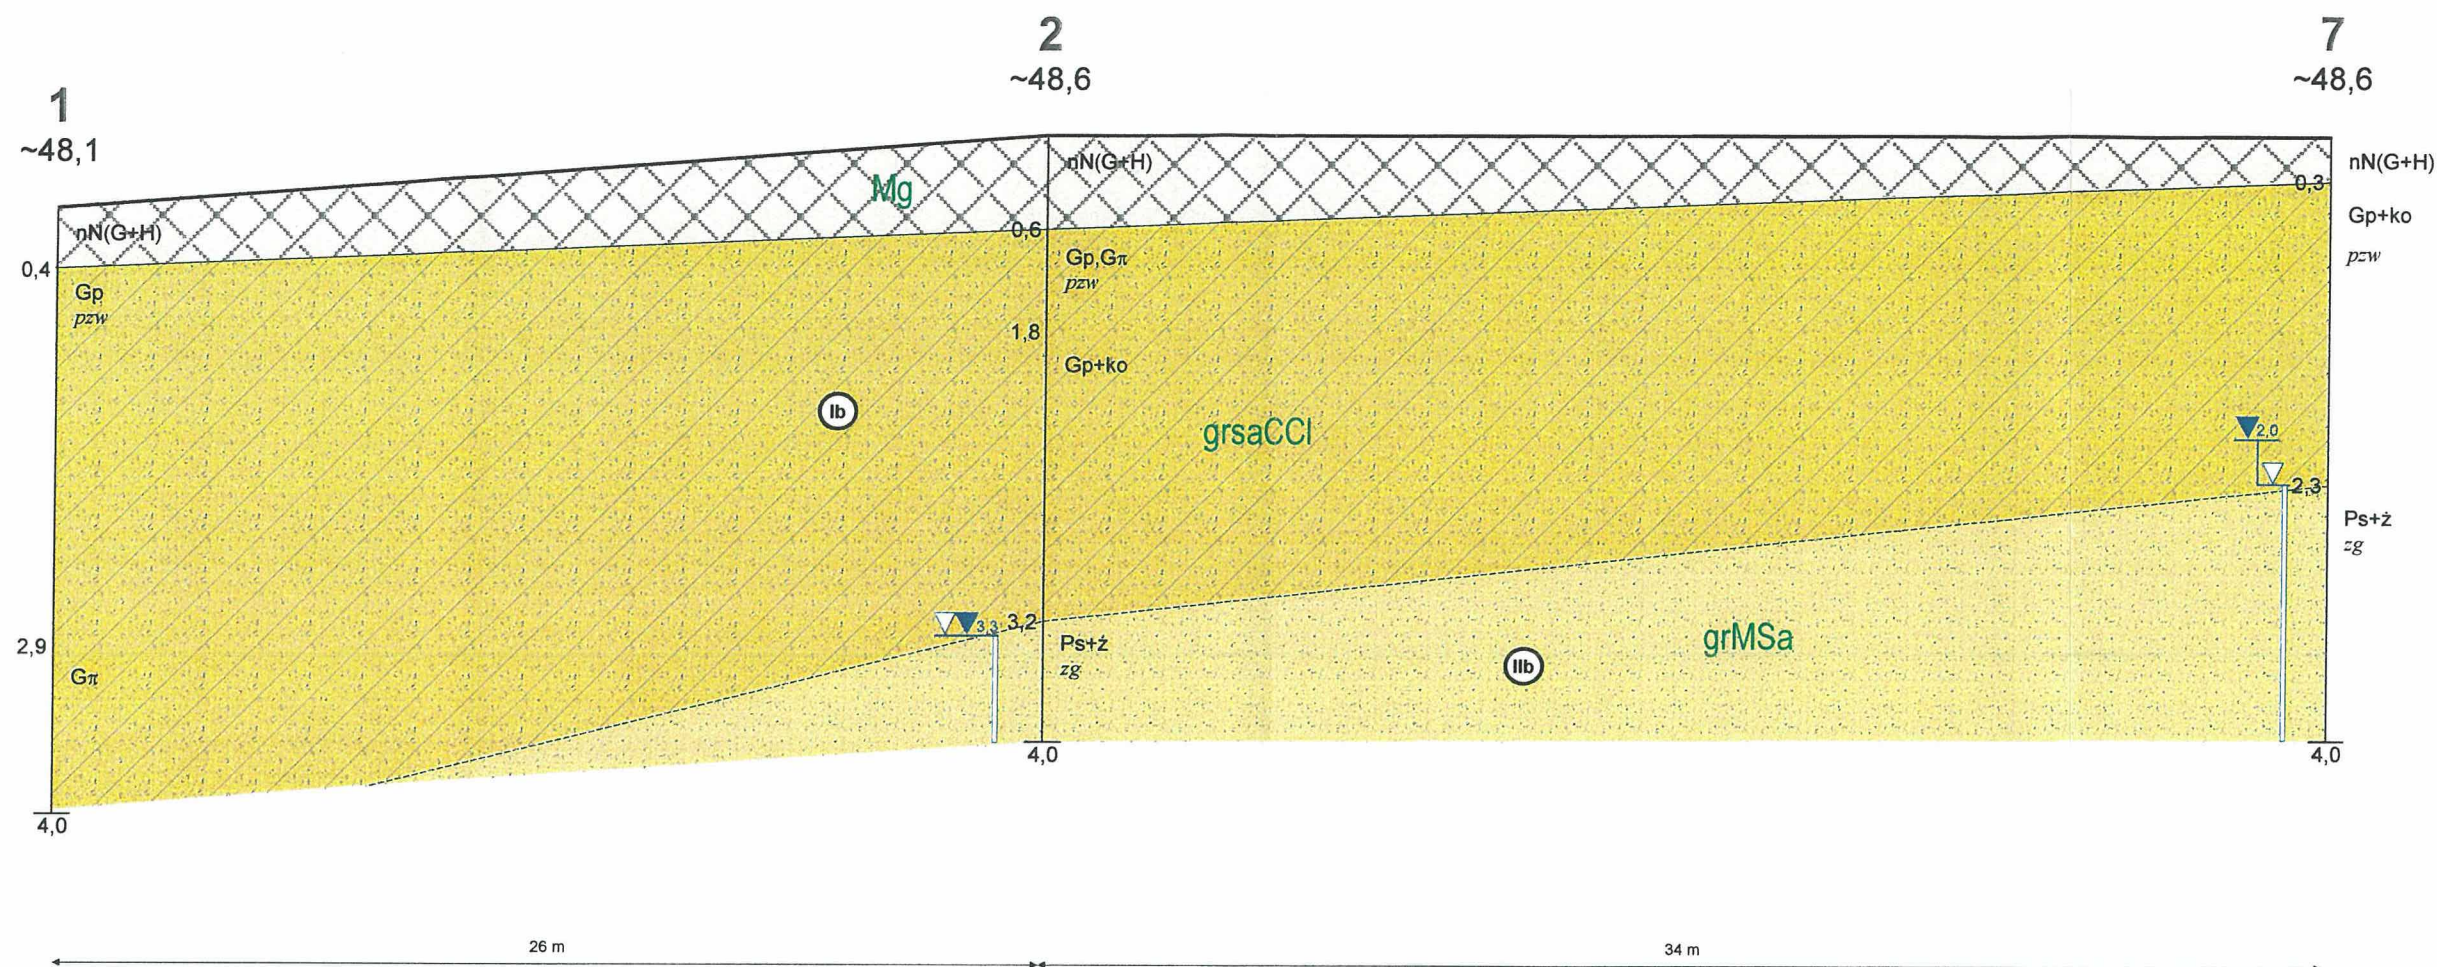 1
~48,1
2
~48,6
7
~48,6
nN(G+H)
0,4
Gp
pzw
2,9
Gπ
4,0
Mg
Ib
nN(G+H)
0,6
Gp,Gπ
pzw
1,8
Gp+ko
grsaCCl
3,3
3,2
Ps+ż
zg
4,0
IIb
grMSa
nN(G+H)
0,3
Gp+ko
pzw
2,0
2,3
Ps+ż
zg
4,0
26 m
34 m